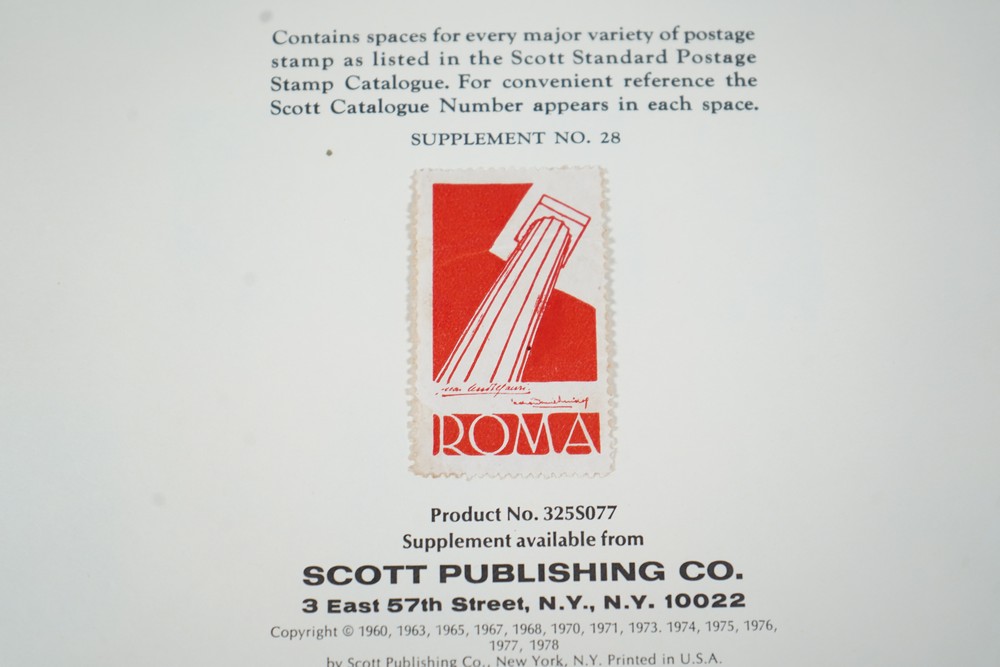 Contains spaces for every major variety of postage
stamp as listed in the Scott Standard Postage
Stamp Catalogue. For convenient reference the
Scott Catalogue Number appears in each space.
SUPPLEMENT NO. 28
ROMA
Product No. 325S077
Supplement available from
SCOTT PUBLISHING CO.
3 East 57th Street, N.Y., N.Y. 10022
Copyright © 1960, 1963, 1965, 1967, 1968, 1970, 1971, 1973. 1974, 1975, 1976,
1977, 1978
by Scott Publishing Co., New York, N.Y. Printed in U.S.A.